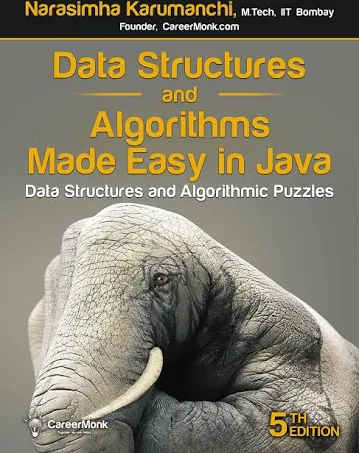 Narasimha Karumanchi, M.Tech, IIT Bombay
Founder, CareerMonk.com
Data Structures
and
Algorithms
Made Easy in Java
Data Structures and Algorithmic Puzzles
CareerMonk
5TH
EDITION